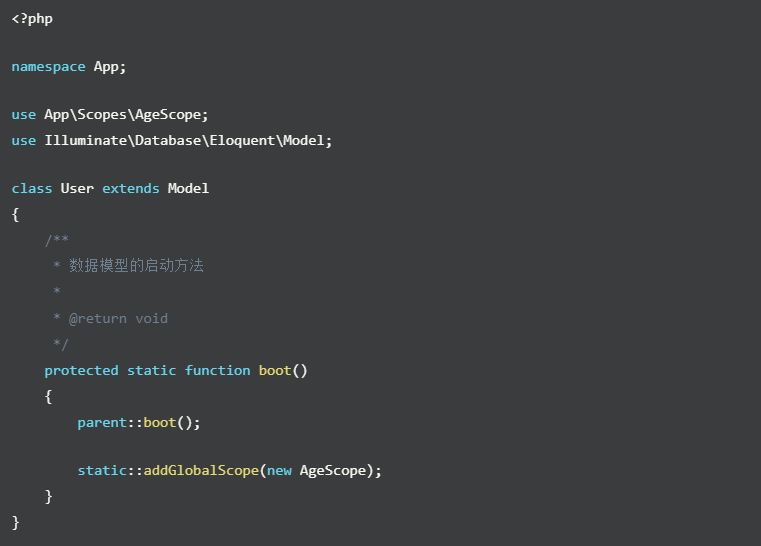 <?php
namespace App;
use App\Scopes\AgeScope;
use Illuminate\Database\Eloquent\Model;
class User extends Model
{
    /**
     * 数据模型的启动方法
     *
     * @return void
     */
    protected static function boot()
    {
        parent::boot();
        static::addGlobalScope(new AgeScope);
    }
}